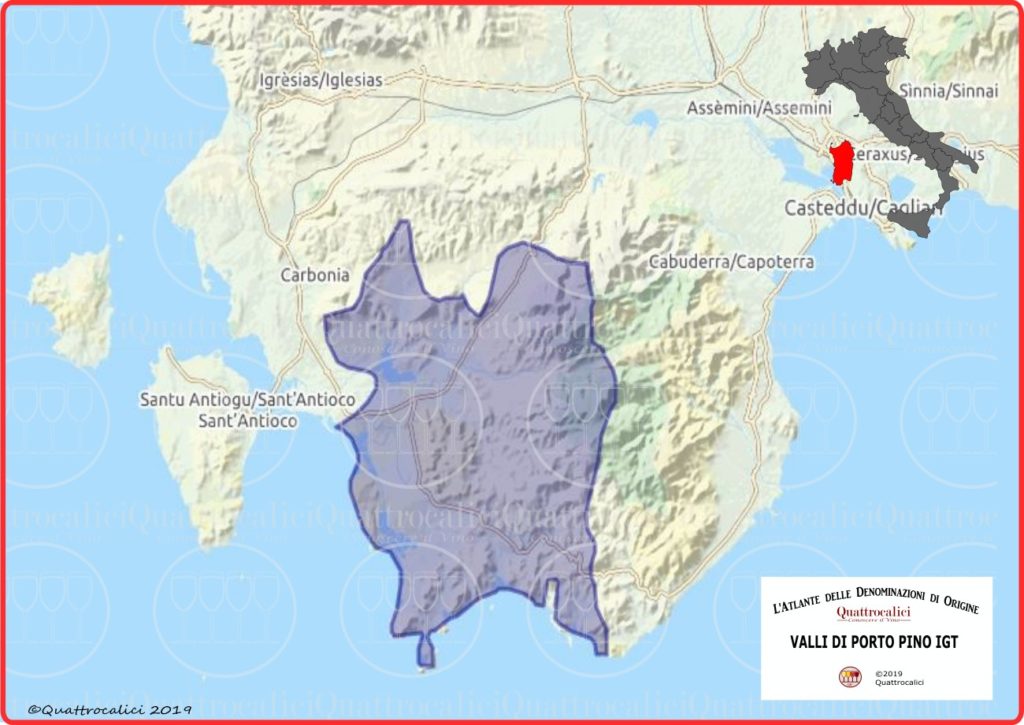 Igrèsias/Iglesias
Sìnnia/Sinnai
Assèmini/Assemini
Casteddu/Cagliari
Carbonia
Cabuderra/Capoterra
Santu Antiogu/Sant'Antioco
Sant'Antioco
L'Atlante delle Denominazioni di Origine
Quattrocalici
Conoscere il Vino
VALLI DI PORTO PINO IGT
©2019
Quattrocalici
©Quattrocalici 2019